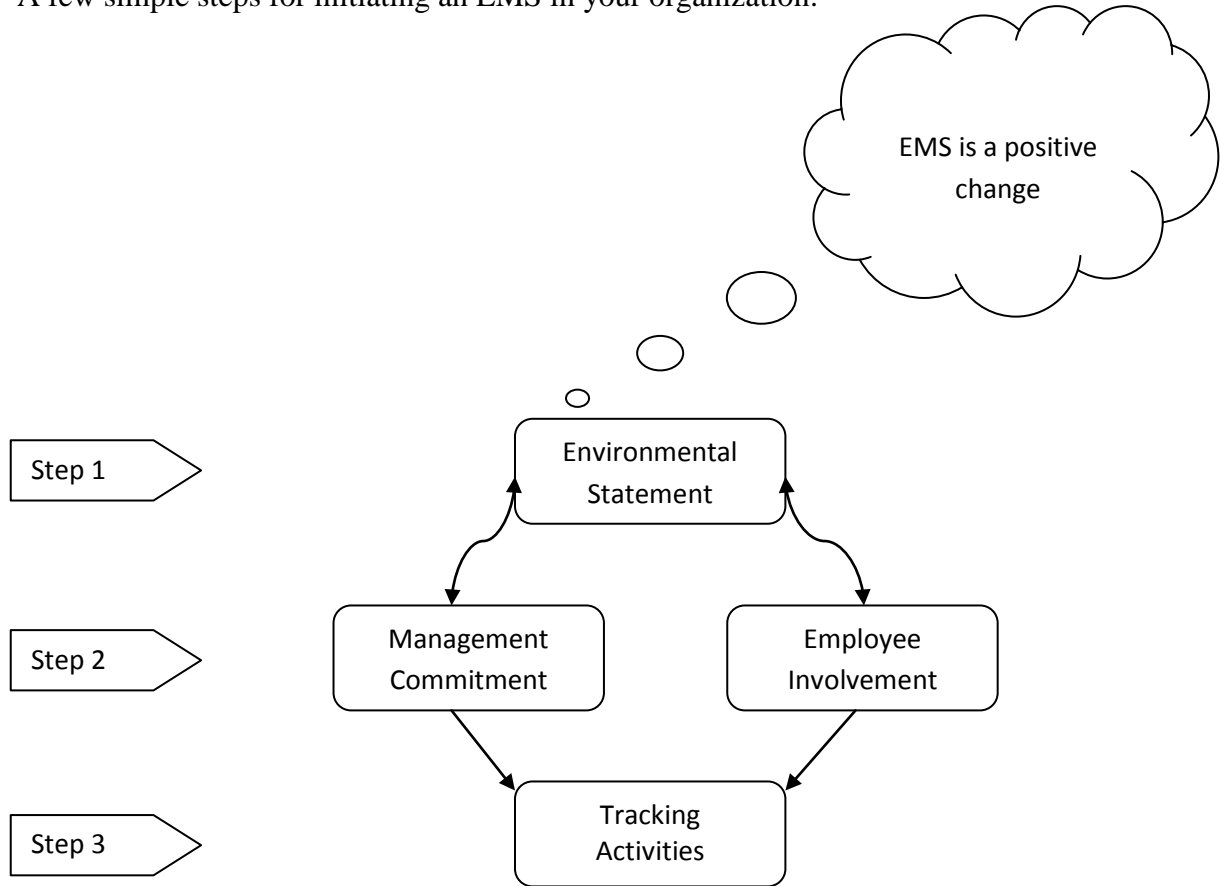 A few simple steps for initiating an EMS in your organization.
EMS is a positive
change
Step 1
Environmental
Statement
Step 2
Management
Commitment
Employee
Involvement
Step 3
Tracking
Activities